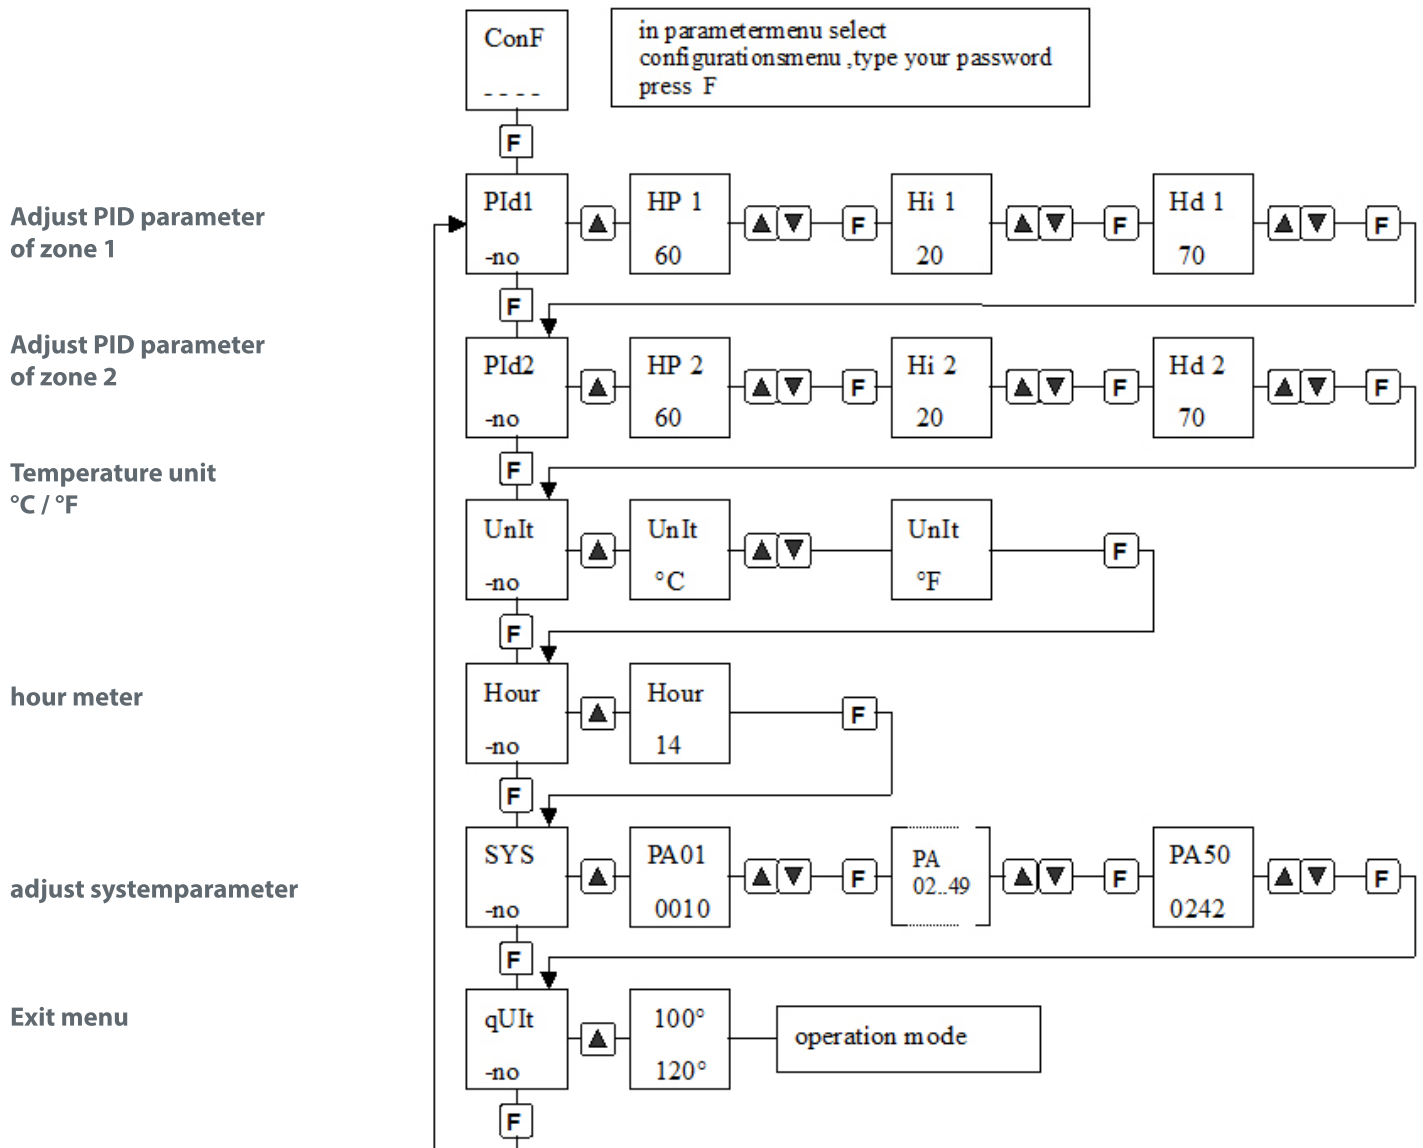 ConF
- - - -
in parametermenu select
configurationsmenu ,type your password
press F
F
Adjust PID parameter
of zone 1
PId1
-no
▲
HP 1
60
▲▼
F
Hi 1
20
▲▼
F
Hd 1
70
▲▼
F
F
Adjust PID parameter
of zone 2
PId2
-no
▲
HP 2
60
▲▼
F
Hi 2
20
▲▼
F
Hd 2
70
▲▼
F
F
Temperature unit
°C / °F
UnIt
-no
▲
UnIt
°C
▲▼
UnIt
°F
F
F
hour meter
Hour
-no
▲
Hour
14
F
F
adjust systemparameter
SYS
-no
▲
PA01
0010
▲▼
F
PA
02..49
▲▼
F
PA50
0242
▲▼
F
F
Exit menu
qUIt
-no
▲
100°
120°
operation mode
F